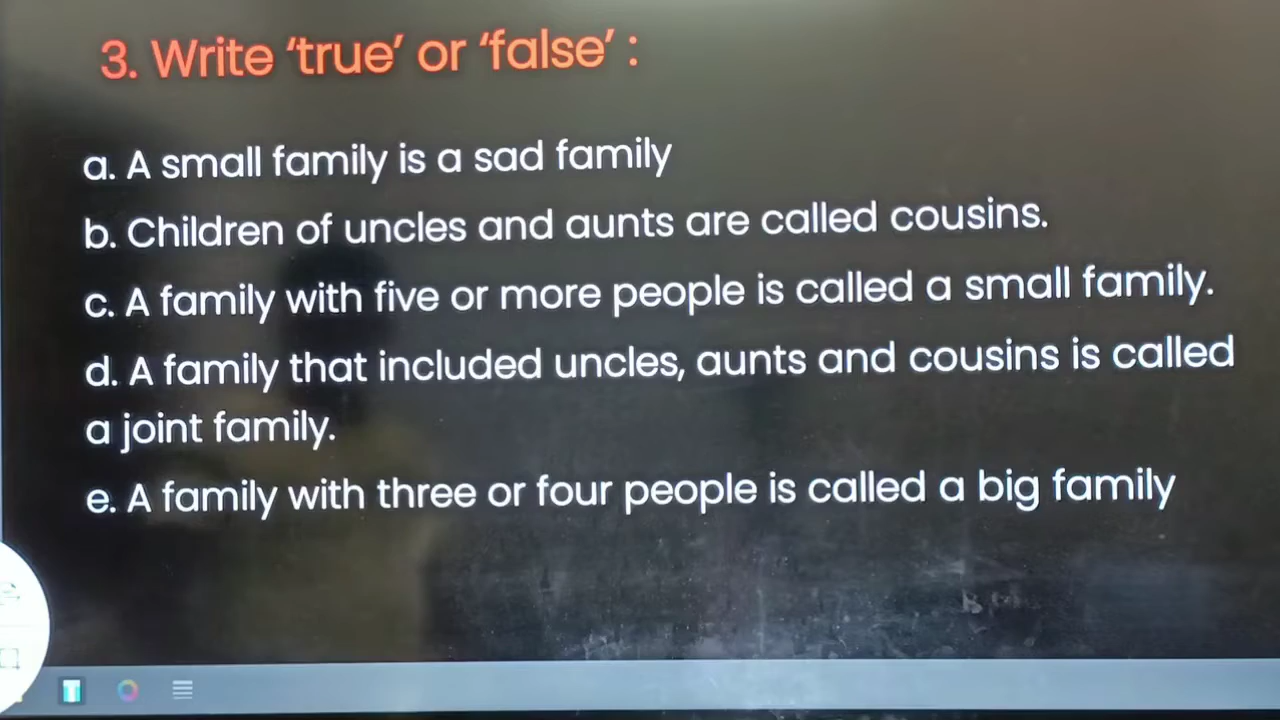 3. Write ‘true’ or ‘false’ :
a. A small family is a sad family
b. Children of uncles and aunts are called cousins.
c. A family with five or more people is called a small family.
d. A family that included uncles, aunts and cousins is called
a joint family.
e. A family with three or four people is called a big family